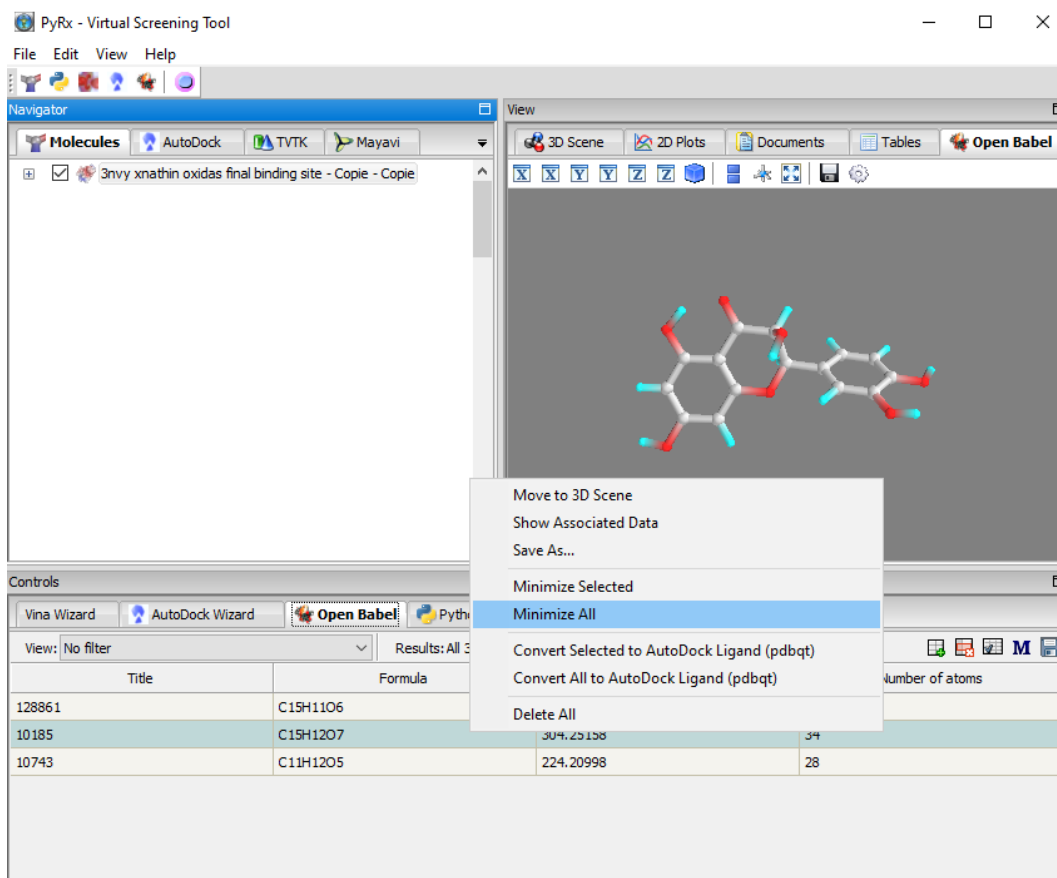 PyRx - Virtual Screening Tool
File Edit View Help
Navigator
View
Molecules AutoDock TVTK Mayavi
3D Scene 2D Plots Documents Tables Open Babel
3nvy xnathin oxidas final binding site - Copie - Copie
X X Y Y Z Z
Move to 3D Scene
Show Associated Data
Save As...
Minimize Selected
Minimize All
Convert Selected to AutoDock Ligand (pdbqt)
Convert All to AutoDock Ligand (pdbqt)
Delete All
Controls
Vina Wizard AutoDock Wizard Open Babel
View: No filter Results: All 3 M
Title Formula Number of atoms
128861 C15H11O6
10185 C15H12O7 304.25158 34
10743 C11H12O5 224.20998 28